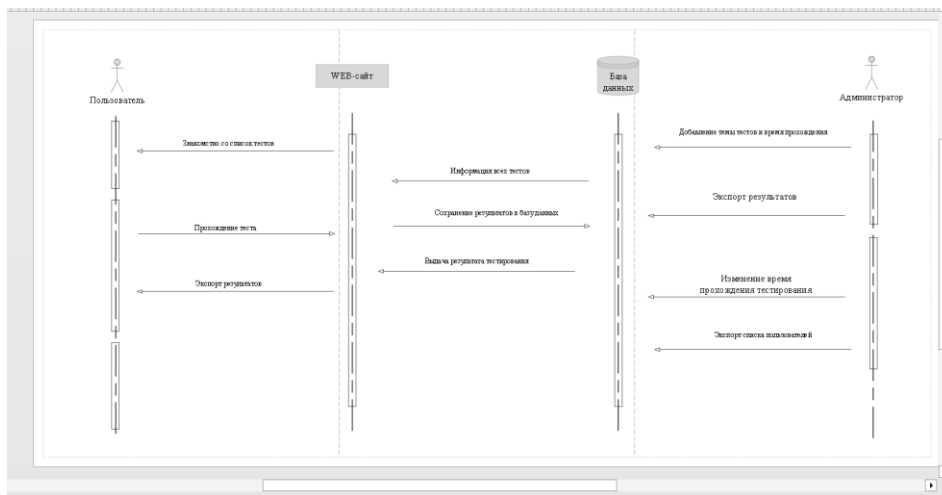 Пользователь
WEB-сайт
База
данных
Администратор
Знакомство со список тестов
Добавление темы тестов и время прохождения
Информация всех тестов
Экспорт результатов
Сохранение результатов в базу данных
Прохождение теста
Выдача результата тестирования
Экспорт результатов
Изменение время
прохождения тестирования
Экспорт списка пользователей